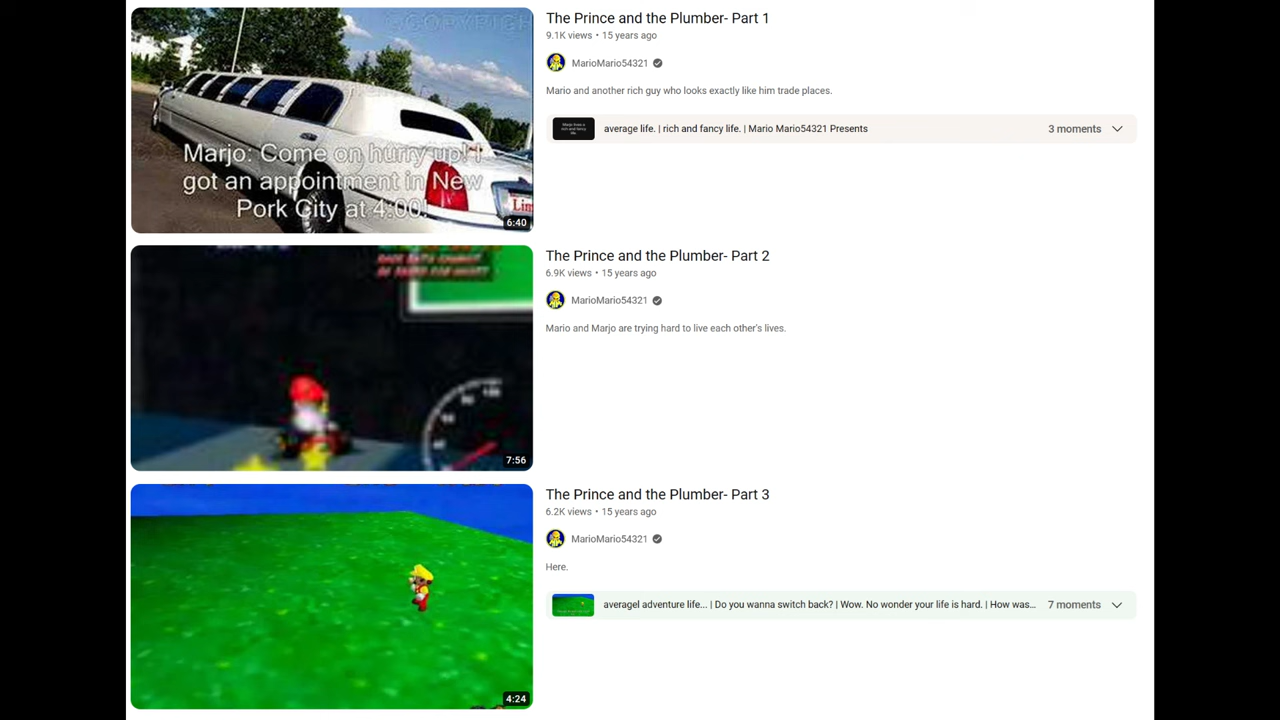 COPYRIGH
Marjo: Come on hurry up! I
got an appointment in New
Pork City at 4:00!
Lim
6:40
The Prince and the Plumber- Part 1
9.1K views • 15 years ago
MarioMario54321
Mario and another rich guy who looks exactly like him trade places.
average life. | rich and fancy life. | Mario Mario54321 Presents
3 moments
7:56
The Prince and the Plumber- Part 2
6.9K views • 15 years ago
MarioMario54321
Mario and Marjo are trying hard to live each other's lives.
4:24
The Prince and the Plumber- Part 3
6.2K views • 15 years ago
MarioMario54321
Here.
averagel adventure life... | Do you wanna switch back? | Wow. No wonder your life is hard. | How was...
7 moments